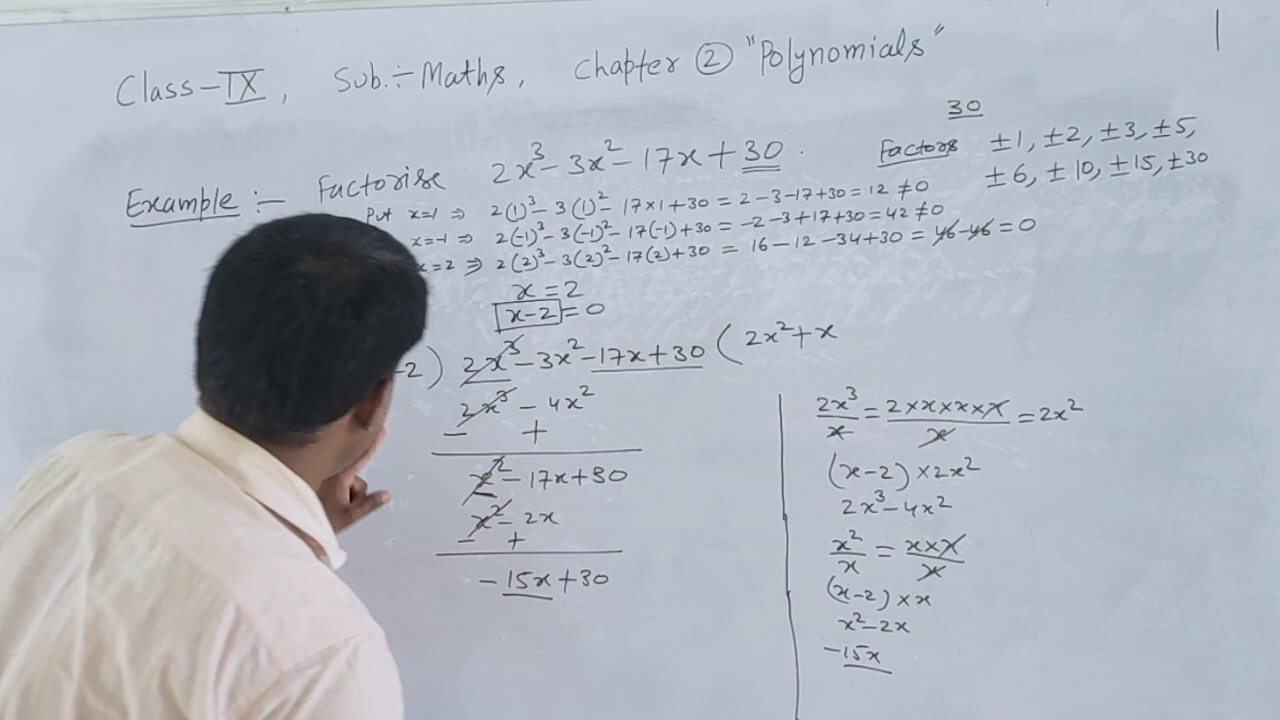 Class-IX, Sub.:- Maths, Chapter ② "Polynomials"
30
Factors ±1, ±2, ±3, ±5,
±6, ±10, ±15, ±30
Example :- Factorise 2x³-3x²-17x+30.
Put x=1 ⇒ 2(1)³-3(1)²-17×1+30 = 2-3-17+30 = 12 ≠0
x=-1 ⇒ 2(-1)³-3(-1)²-17(-1)+30 = -2-3+17+30 = 42 ≠0
x=2 ⇒ 2(2)³-3(2)²-17(2)+30 = 16-12-34+30 = 46-46 = 0
x=2
x-2=0
-2) 2x³-3x²-17x+30 (2x²+x
2x³-4x²
- +
x²-17x+30
x²-2x
- +
-15x+30
2x³/x = 2×x×x×x/x = 2x²
(x-2)×2x²
2x³-4x²
x²/x = x×x/x
(x-2)×x
x²-2x
-15x